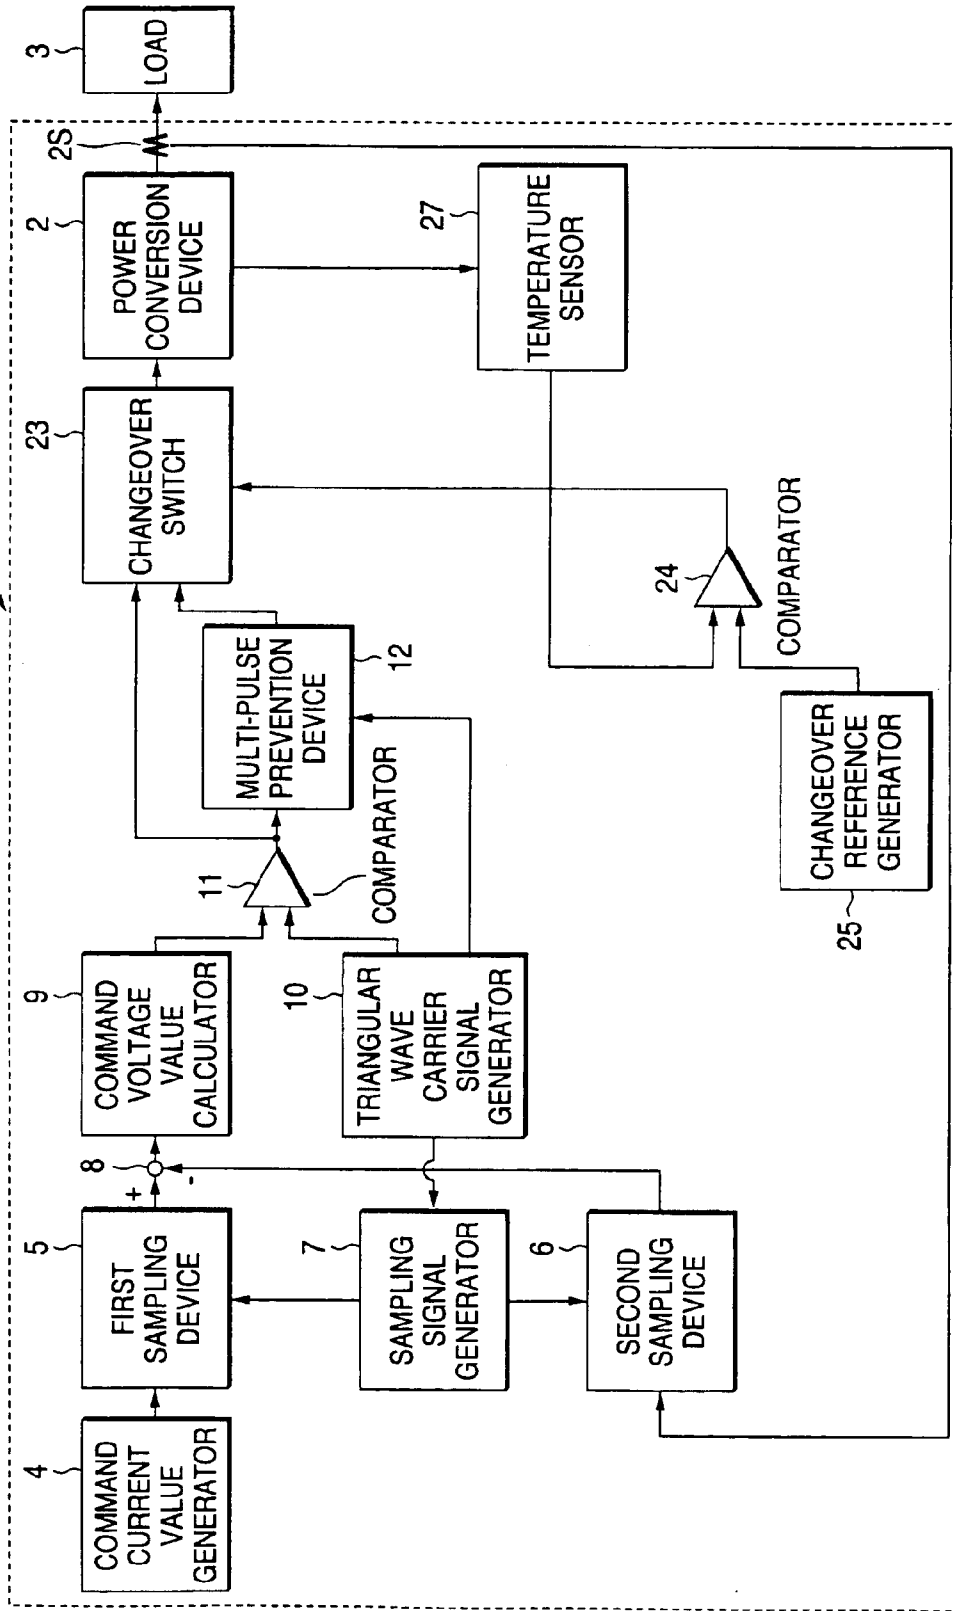 4
COMMAND
CURRENT
VALUE
GENERATOR
5
FIRST
SAMPLING
DEVICE
+
-
8
9
COMMAND
VOLTAGE
VALUE
CALCULATOR
11
COMPARATOR
MULTI-PULSE
PREVENTION
DEVICE
12
23
CHANGEOVER
SWITCH
2
POWER
CONVERSION
DEVICE
2S
3
LOAD
7
SAMPLING
SIGNAL
GENERATOR
10
TRIANGULAR
WAVE
CARRIER
SIGNAL
GENERATOR
6
SECOND
SAMPLING
DEVICE
27
TEMPERATURE
SENSOR
24
COMPARATOR
CHANGEOVER
REFERENCE
GENERATOR
25